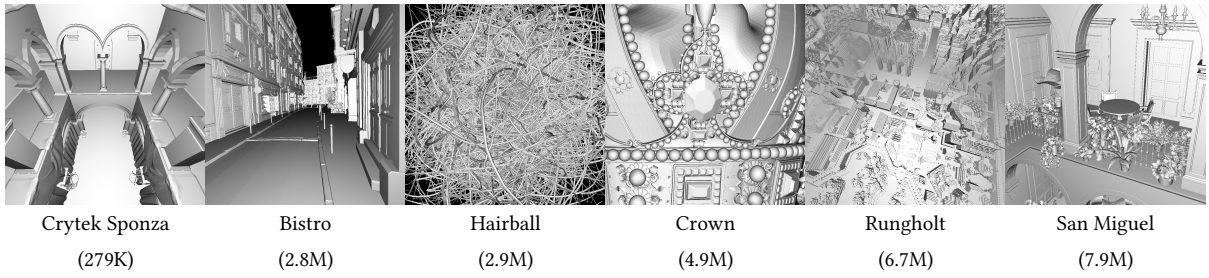 Crytek Sponza
Bistro
Hairball
Crown
Rungholt
San Miguel
(279K)
(2.8M)
(2.9M)
(4.9M)
(6.7M)
(7.9M)